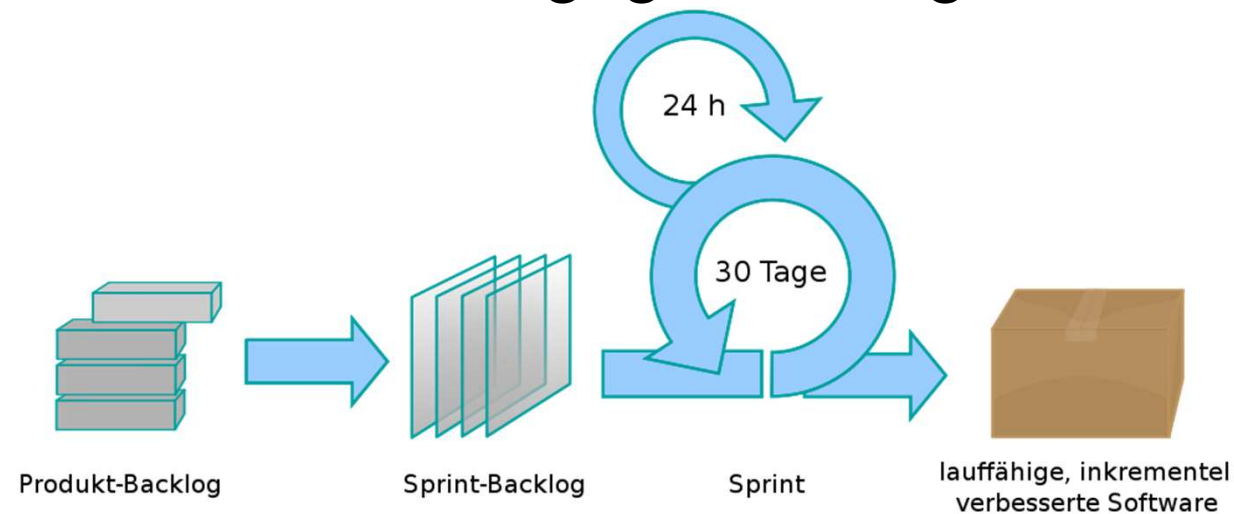 24 h
30 Tage
Produkt-Backlog
Sprint-Backlog
Sprint
lauffähige, inkrementel
verbesserte Software